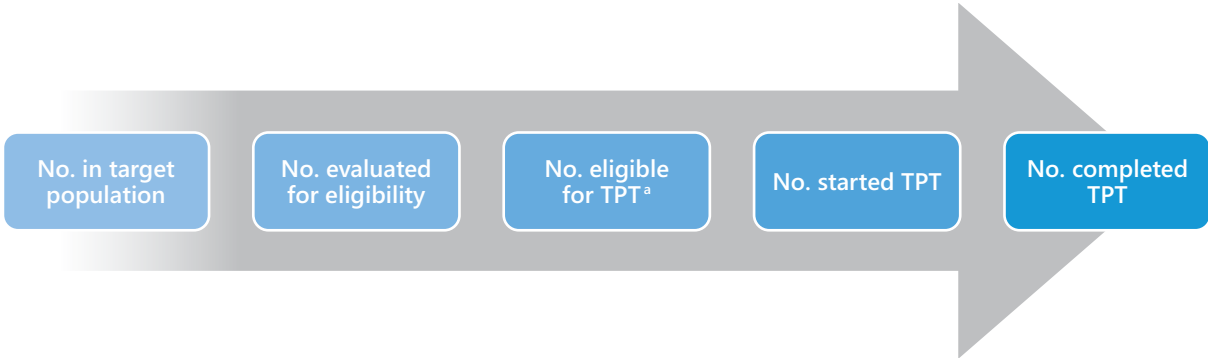 No. in target
population
No. evaluated
for eligibility
No. eligible
for TPT ᵃ
No. started TPT
No. completed
TPT